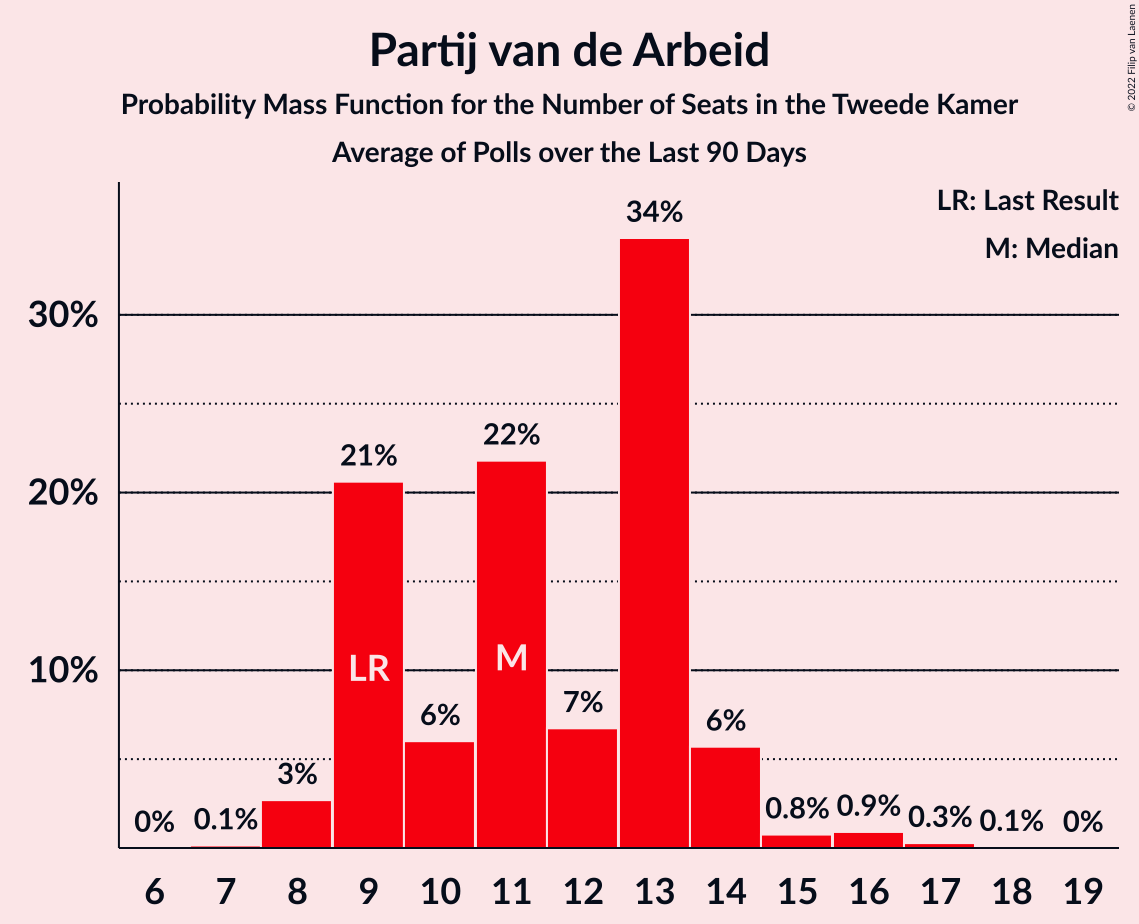 Partij van de Arbeid
Probability Mass Function for the Number of Seats in the Tweede Kamer
Average of Polls over the Last 90 Days
© 2022 Filip van Laenen
LR: Last Result
M: Median
34%
30%
22%
21%
20%
LR
M
10%
6%
7%
6%
3%
0%
0.1%
0.8%
0.9%
0.3%
0.1%
0%
6 7 8 9 10 11 12 13 14 15 16 17 18 19